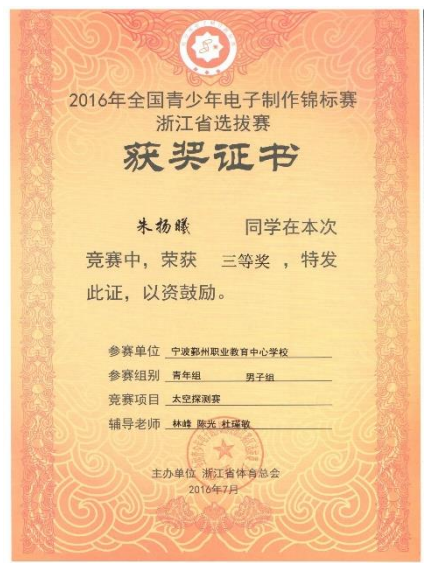 2016年全国青少年电子制作锦标赛
浙江省选拔赛
获奖证书
朱扬曦 同学在本次
竞赛中，荣获 三等奖 ，特发
此证，以资鼓励。
参赛单位 宁波鄞州职业教育中心学校
参赛组别 青年组 男子组
竞赛项目 太空探测赛
辅导老师 林峰 陈光 杜瑾敏
主办单位 浙江省体育总会
2016年7月